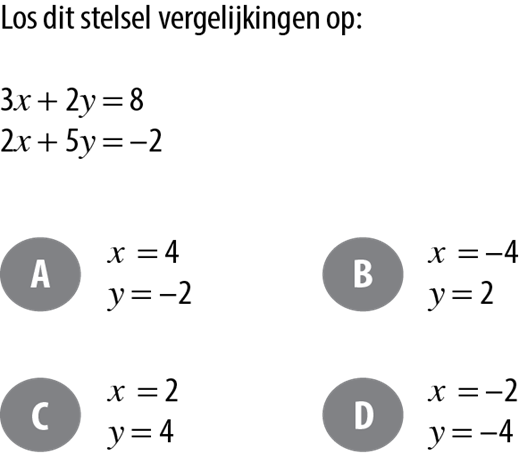 Los dit stelsel vergelijkingen op:
3x + 2y = 8
2x + 5y = –2
A
x = 4
y = –2
B
x = –4
y = 2
C
x = 2
y = 4
D
x = –2
y = –4